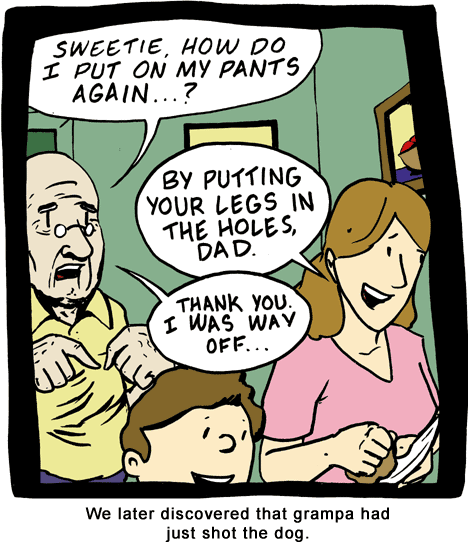 SWEETIE, HOW DO
I PUT ON MY PANTS
AGAIN...?
BY PUTTING
YOUR LEGS IN
THE HOLES,
DAD.
THANK YOU.
I WAS WAY
OFF...
We later discovered that grampa had
just shot the dog.